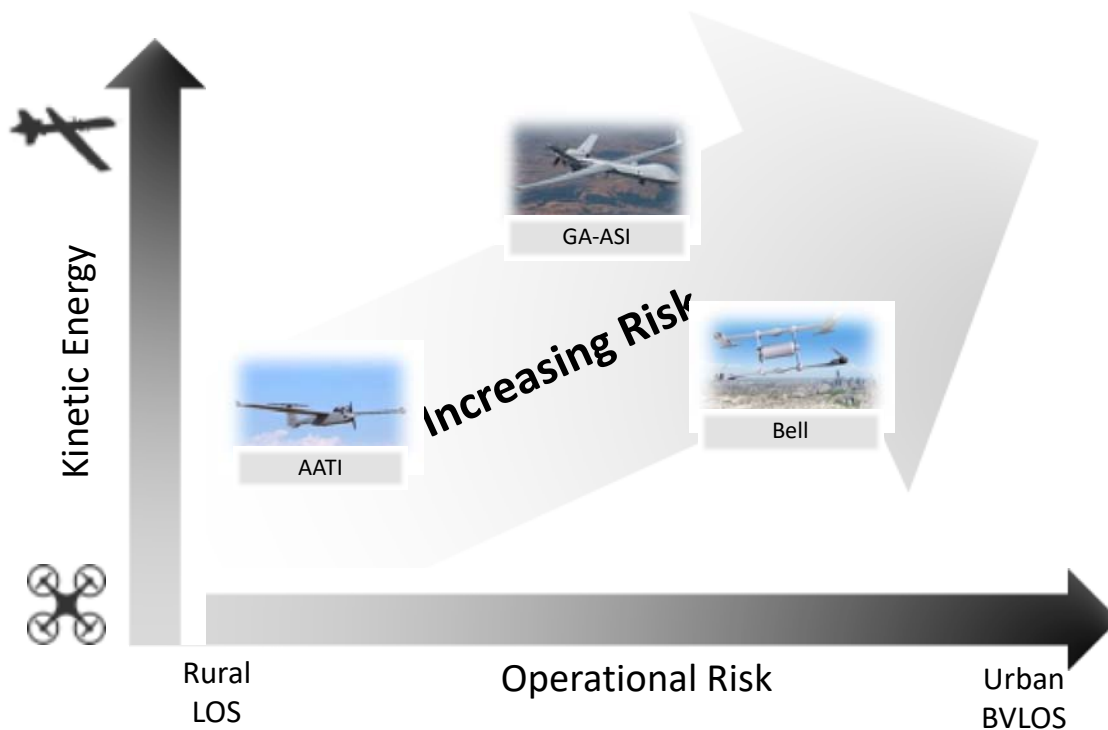 Kinetic Energy
GA-ASI
Increasing Risk
AATI
Bell
Rural
LOS
Operational Risk
Urban
BVLOS